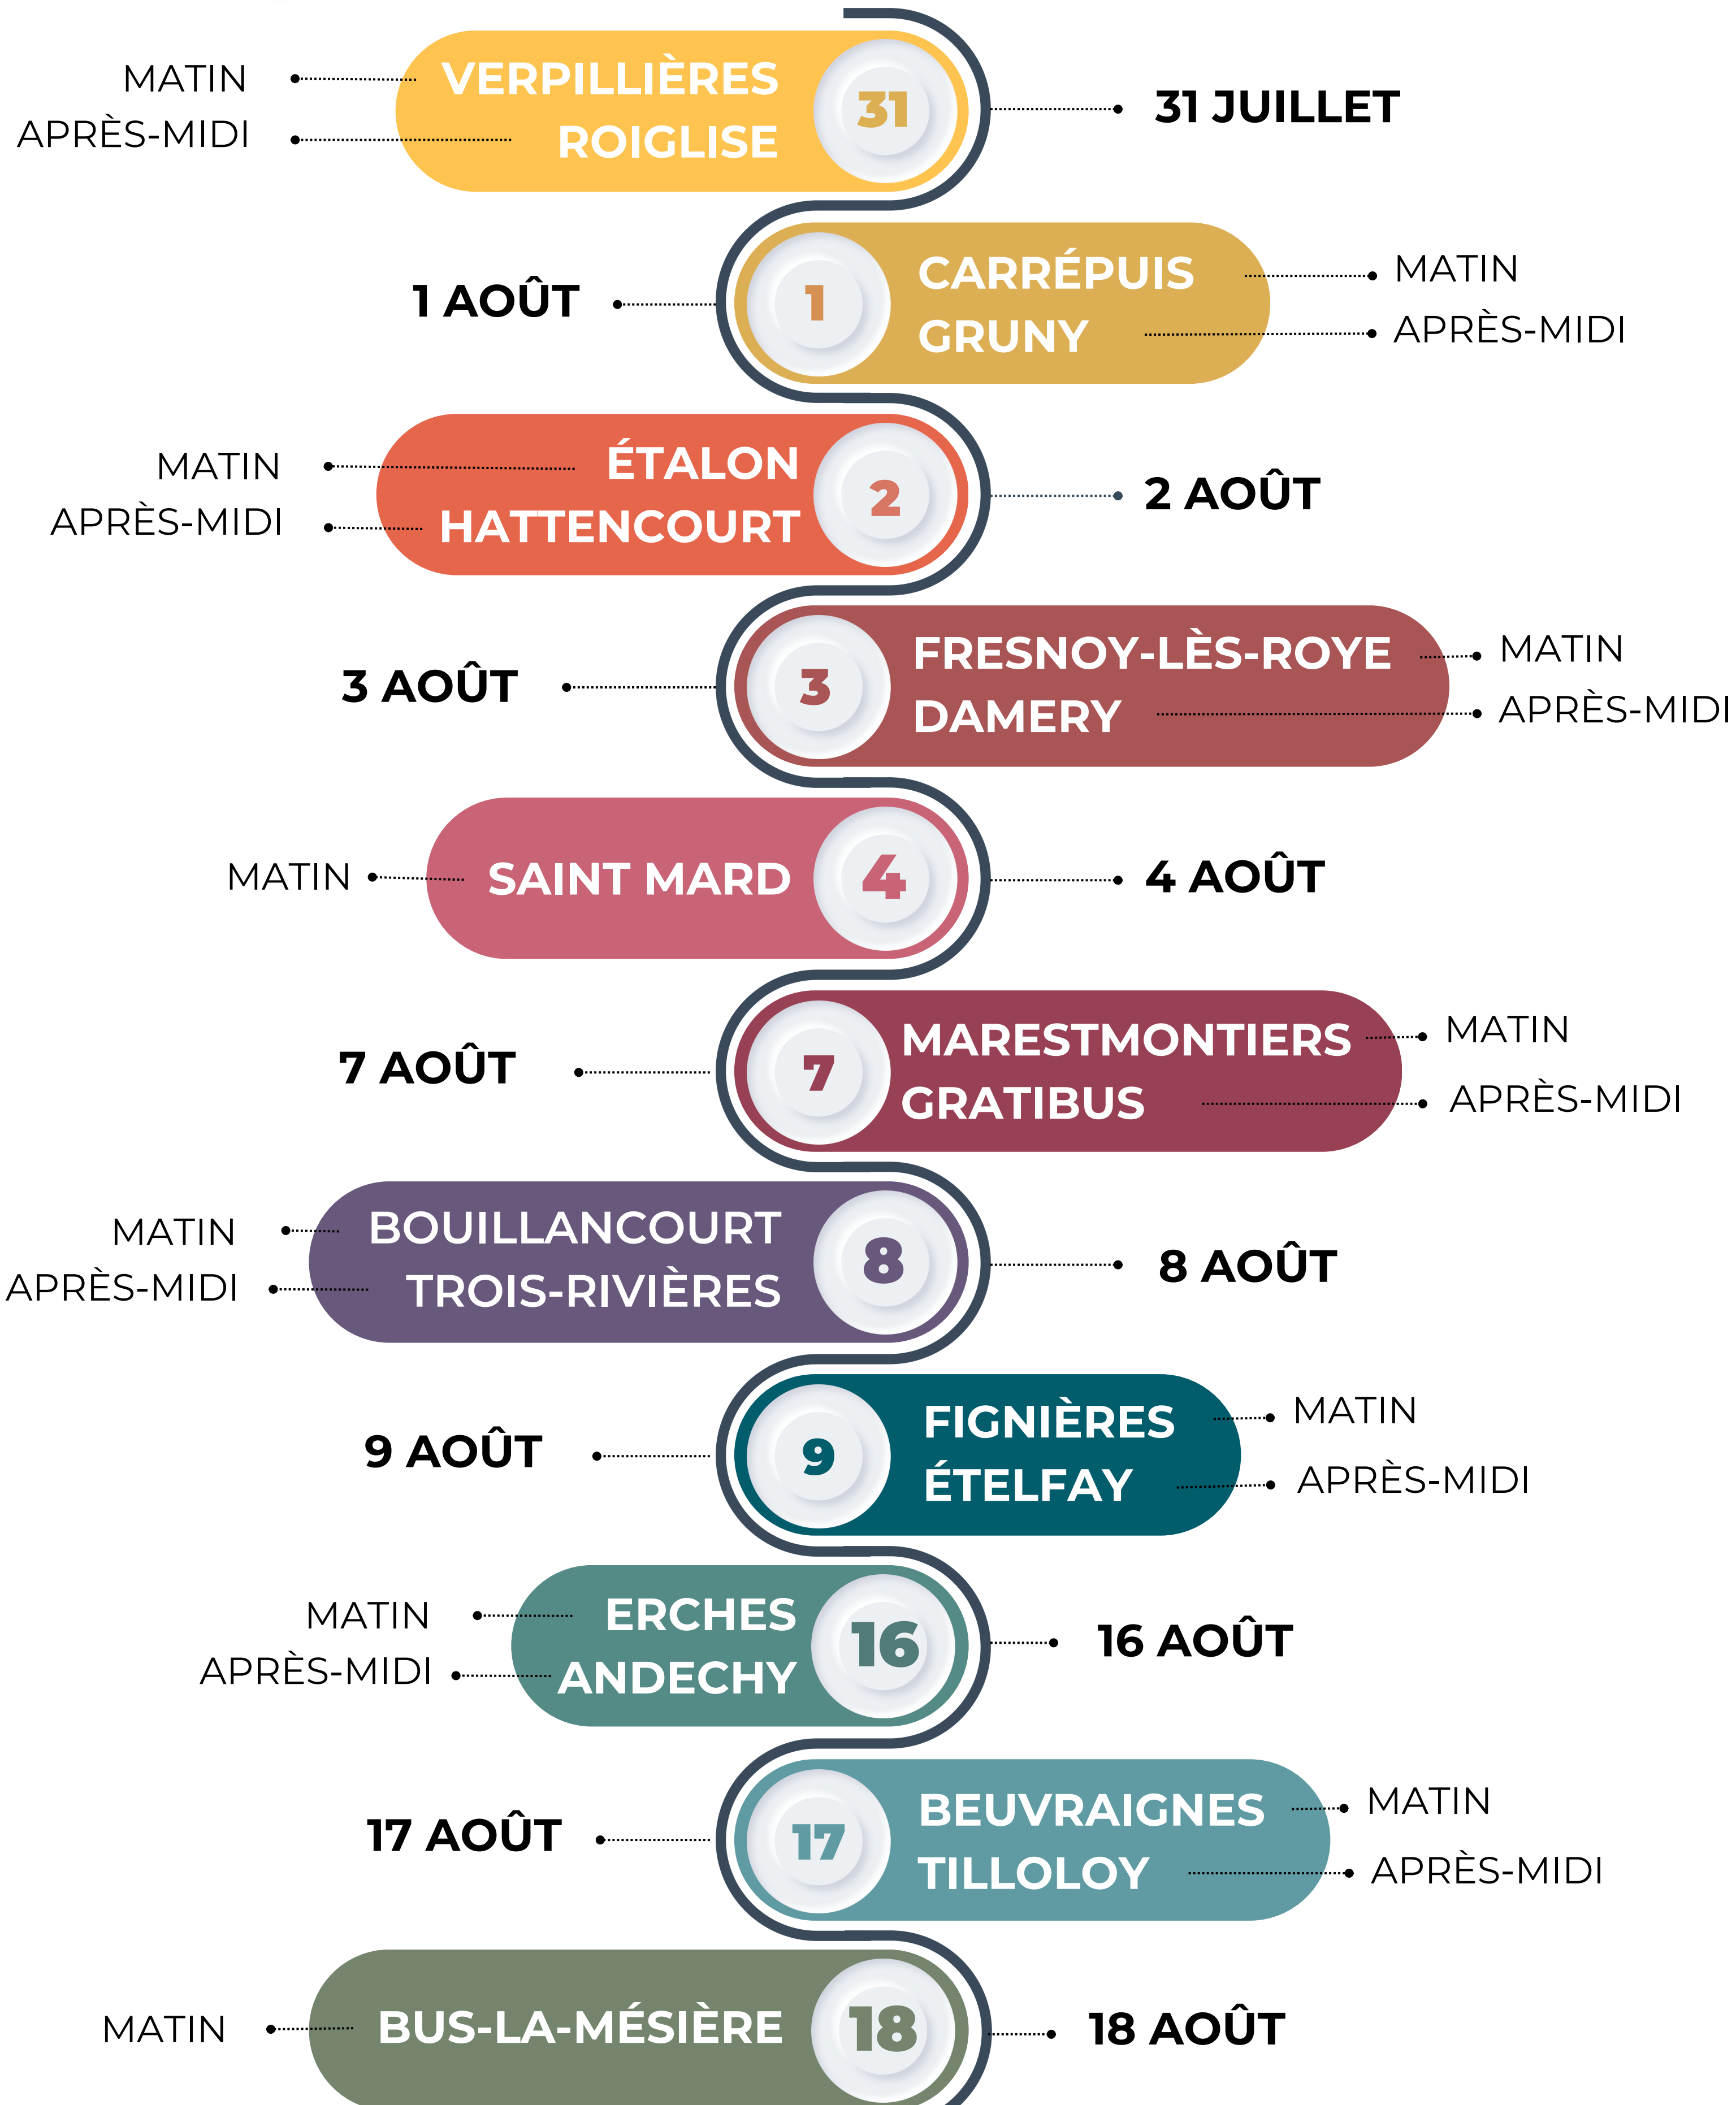 MATIN
VERPILLIÈRES
APRÈS-MIDI
ROIGLISE
31
31 JUILLET
1 AOÛT
1
CARRÉPUIS
MATIN
GRUNY
APRÈS-MIDI
MATIN
ÉTALON
APRÈS-MIDI
HATTENCOURT
2
2 AOÛT
3 AOÛT
3
FRESNOY-LÈS-ROYE
MATIN
DAMERY
APRÈS-MIDI
MATIN
SAINT MARD
4
4 AOÛT
7 AOÛT
7
MARESTMONTIERS
MATIN
GRATIBUS
APRÈS-MIDI
MATIN
BOUILLANCOURT
APRÈS-MIDI
TROIS-RIVIÈRES
8
8 AOÛT
9 AOÛT
9
FIGNIÈRES
MATIN
ÉTELFAY
APRÈS-MIDI
MATIN
ERCHES
APRÈS-MIDI
ANDECHY
16
16 AOÛT
17 AOÛT
17
BEUVRAIGNES
MATIN
TILLOLOY
APRÈS-MIDI
MATIN
BUS-LA-MÉSIÈRE
18
18 AOÛT